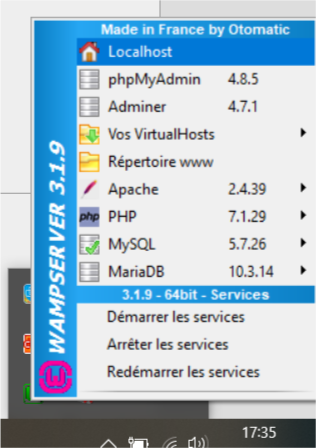 Made in France by Otomatic
Localhost
phpMyAdmin 4.8.5
Adminer 4.7.1
Vos VirtualHosts
Répertoire www
Apache 2.4.39
php PHP 7.1.29
MySQL 5.7.26
MariaDB 10.3.14
3.1.9 - 64bit - Services
Démarrer les services
Arrêter les services
Redémarrer les services
WAMPSERVER 3.1.9
17:35